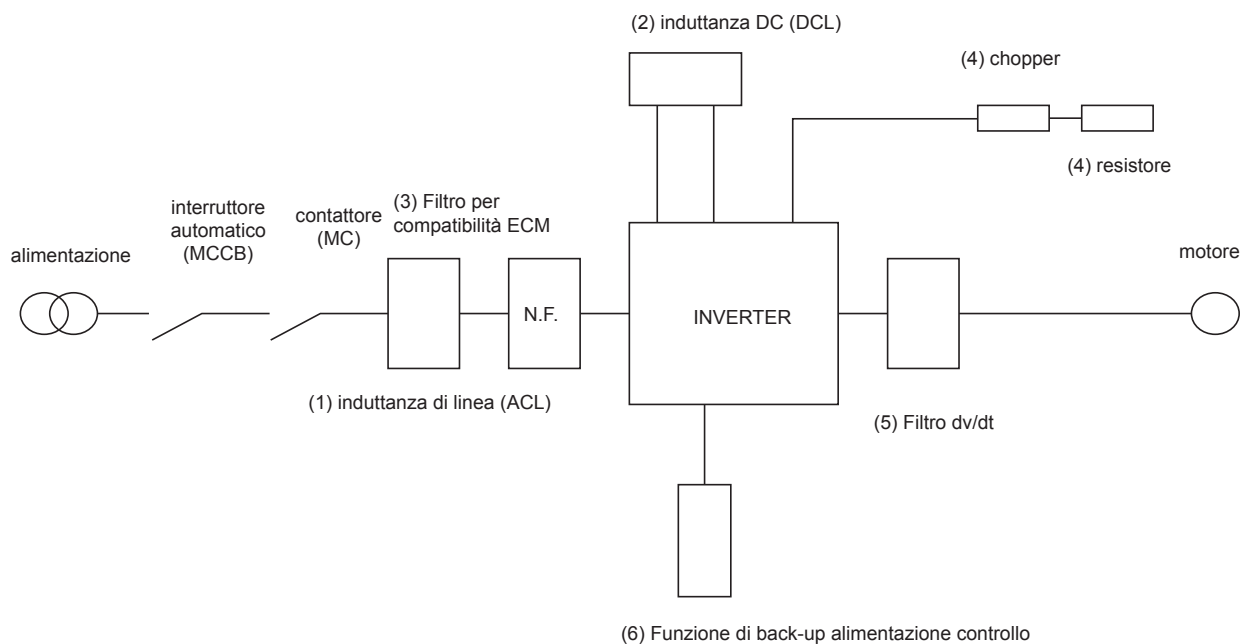 (2) induttanza DC (DCL)
(4) chopper
(4) resistore
(3) Filtro per
compatibilità ECM
interruttore
automatico
(MCCB)
contattore
(MC)
alimentazione
motore
N.F.
INVERTER
(1) induttanza di linea (ACL)
(5) Filtro dv/dt
(6) Funzione di back-up alimentazione controllo